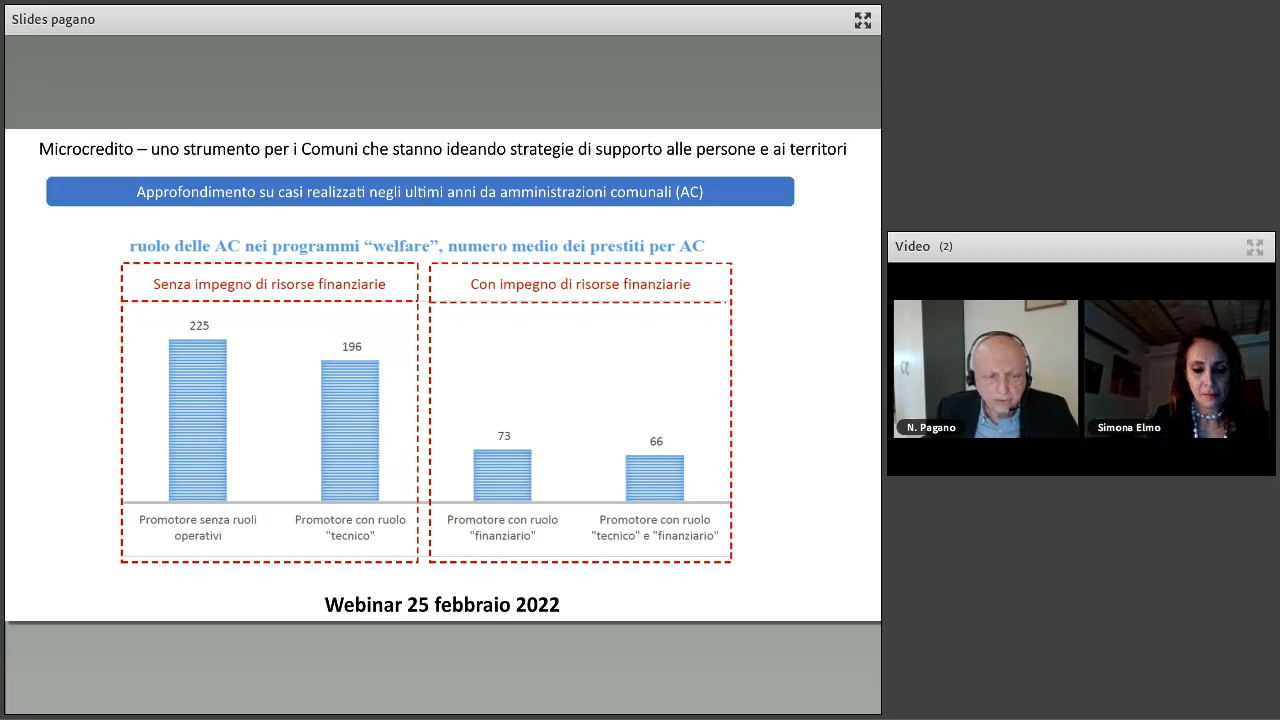 Slides pagano
Microcredito – uno strumento per i Comuni che stanno ideando strategie di supporto alle persone e ai territori
Approfondimento su casi realizzati negli ultimi anni da amministrazioni comunali (AC)
ruolo delle AC nei programmi “welfare”, numero medio dei prestiti per AC
Senza impegno di risorse finanziarie
Con impegno di risorse finanziarie
225
196
73
66
Promotore senza ruoli
operativi
Promotore con ruolo
"tecnico"
Promotore con ruolo
"finanziario"
Promotore con ruolo
"tecnico" e "finanziario"
Webinar 25 febbraio 2022
Video (2)
N. Pagano
Simona Elmo